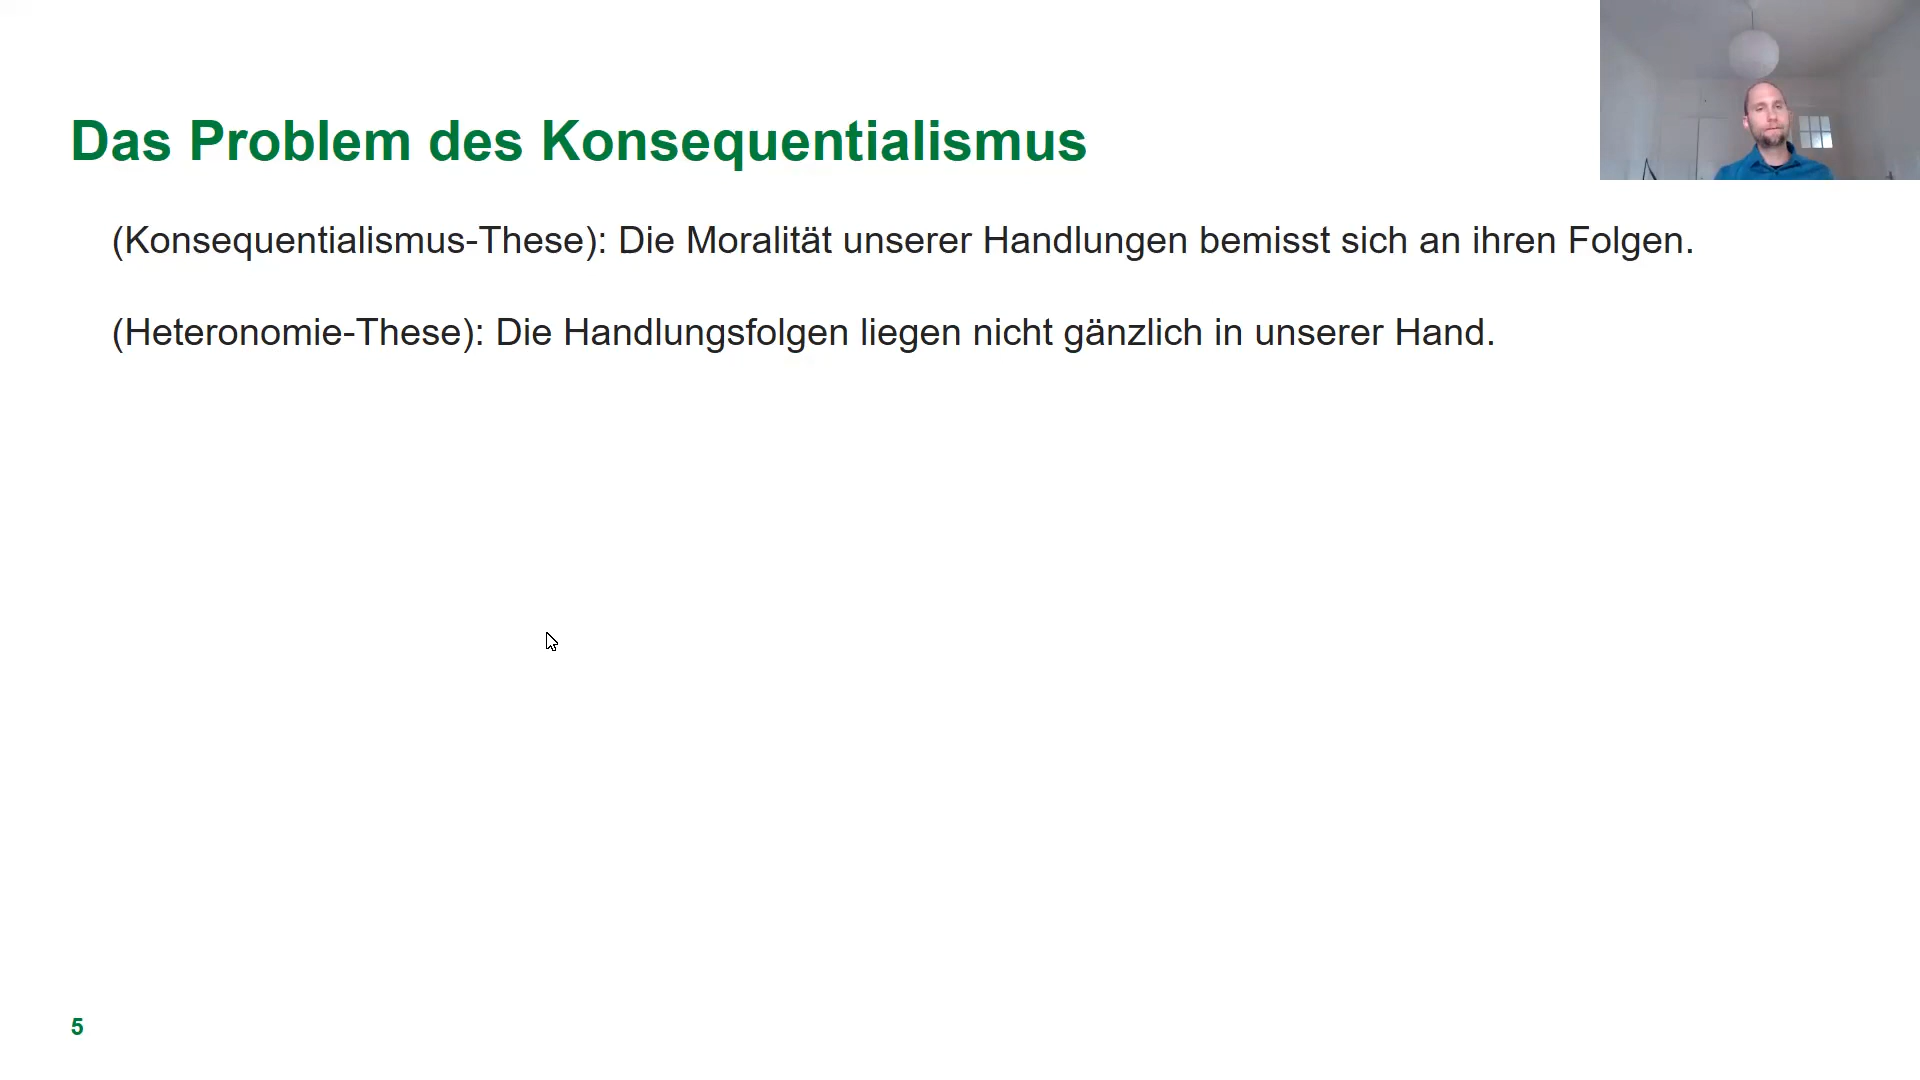 Das Problem des Konsequentialismus
(Konsequentialismus-These): Die Moralität unserer Handlungen bemisst sich an ihren Folgen.
(Heteronomie-These): Die Handlungsfolgen liegen nicht gänzlich in unserer Hand.
5